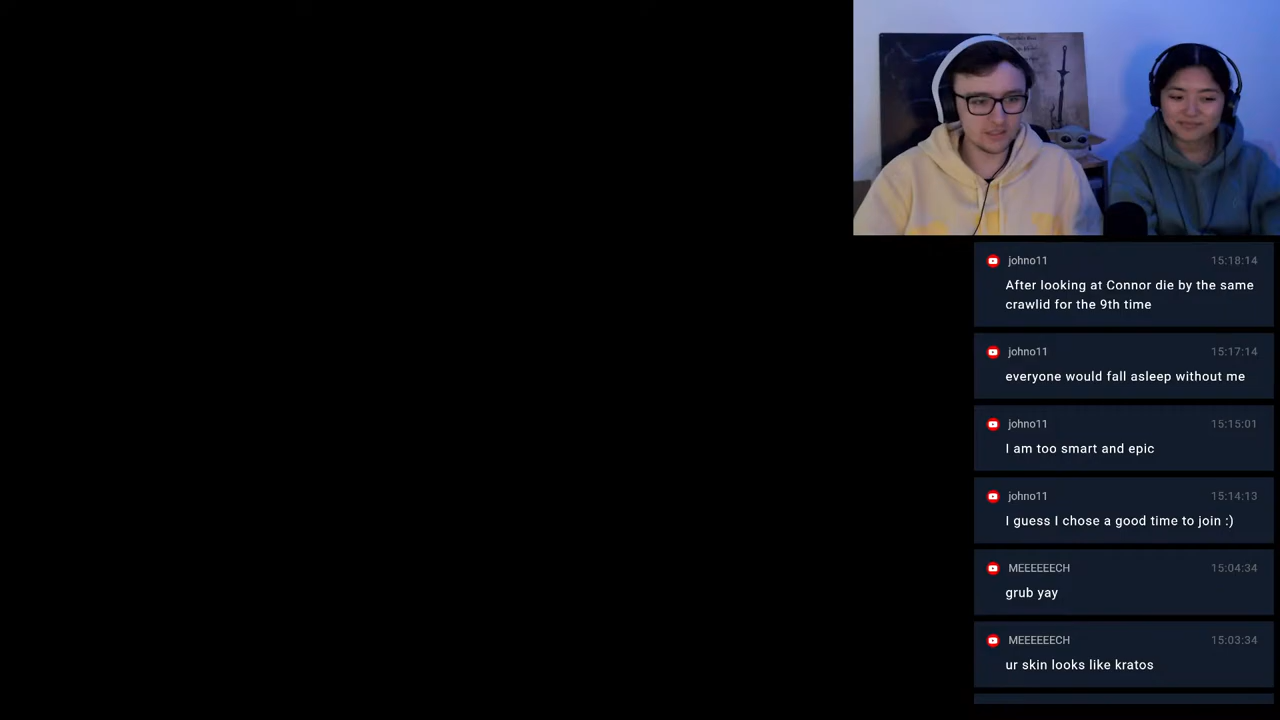 johno11 15:18:14
After looking at Connor die by the same
crawlid for the 9th time
johno11 15:17:14
everyone would fall asleep without me
johno11 15:15:01
I am too smart and epic
johno11 15:14:13
I guess I chose a good time to join :)
MEEEEEECH 15:04:34
grub yay
MEEEEEECH 15:03:34
ur skin looks like kratos